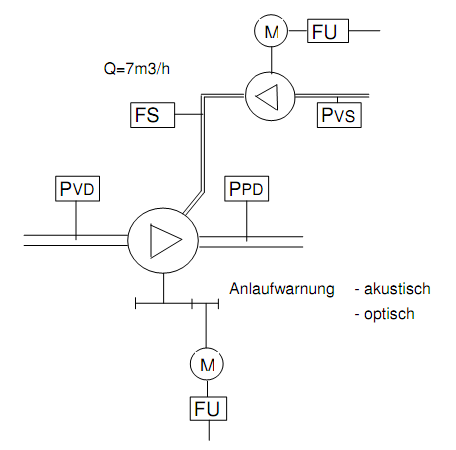 M
FU
Q=7m3/h
FS
PVS
PVD
PPD
Anlaufwarnung - akustisch
- optisch
M
FU